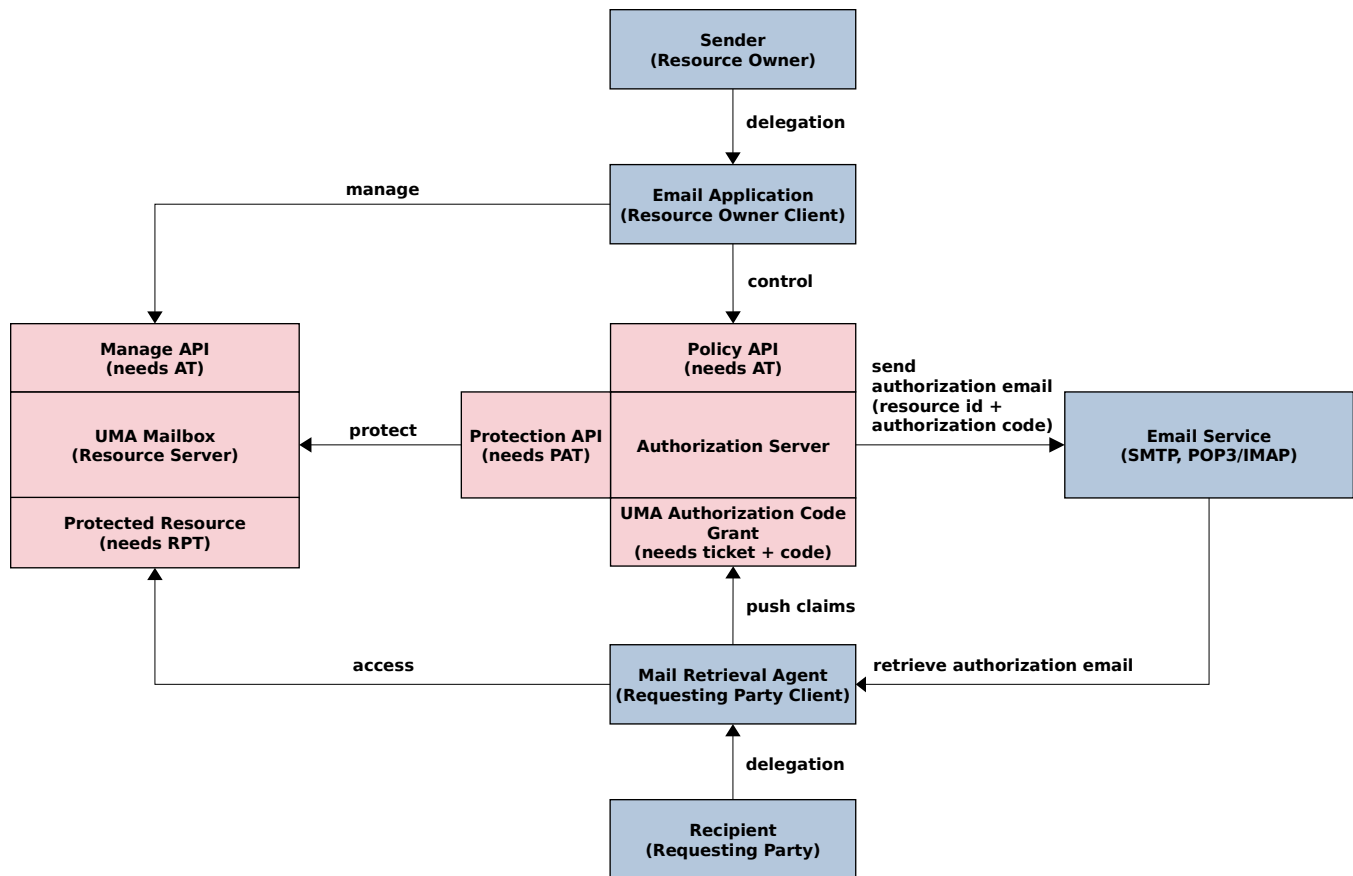 Sender
(Resource Owner)
delegation
Email Application
(Resource Owner Client)
manage
control
Manage API
(needs AT)
Policy API
(needs AT)
send
authorization email
(resource id +
authorization code)
UMA Mailbox
(Resource Server)
protect
Protection API
(needs PAT)
Authorization Server
Email Service
(SMTP, POP3/IMAP)
Protected Resource
(needs RPT)
UMA Authorization Code
Grant
(needs ticket + code)
push claims
access
Mail Retrieval Agent
(Requesting Party Client)
retrieve authorization email
delegation
Recipient
(Requesting Party)